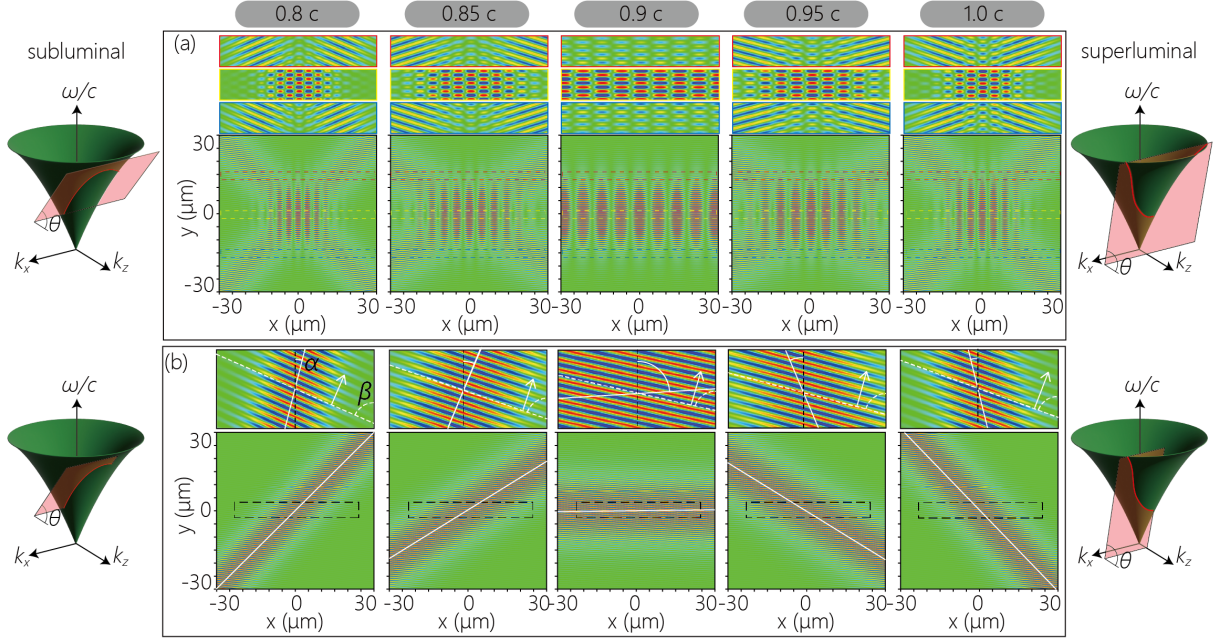 0.8 c 0.85 c 0.9 c 0.95 c 1.0 c
subluminal
superluminal
(a)
ω/c
θ
k_x
k_z
ω/c
θ
k_x
k_z
y (µm)
30
0
-30
-30 0 30
x (µm)
-30 0 30
x (µm)
-30 0 30
x (µm)
-30 0 30
x (µm)
-30 0 30
x (µm)
(b)
α
β
ω/c
θ
k_x
k_z
ω/c
θ
k_x
k_z
y (µm)
30
0
-30
-30 0 30
x (µm)
-30 0 30
x (µm)
-30 0 30
x (µm)
-30 0 30
x (µm)
-30 0 30
x (µm)